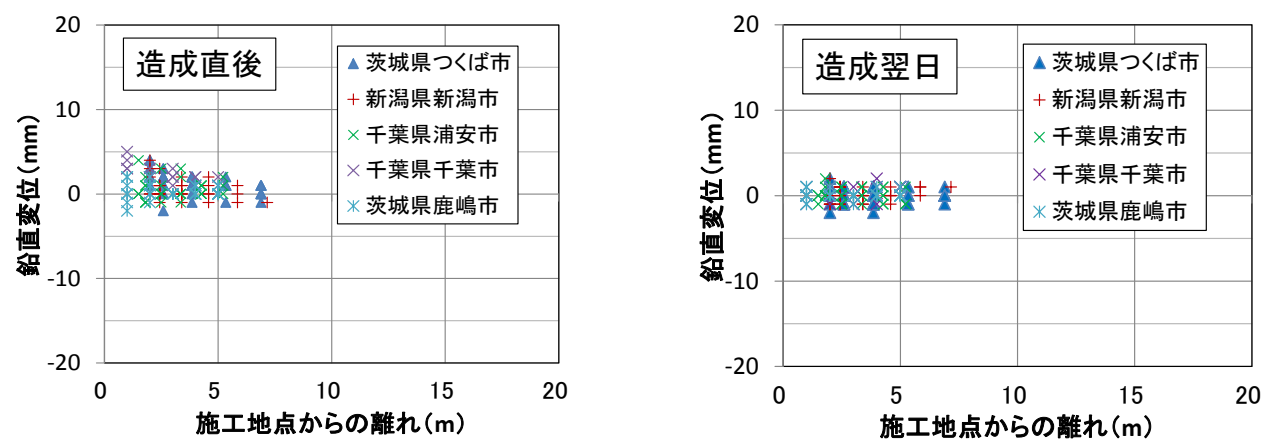 造成直後
茨城県つくば市
新潟県新潟市
千葉県浦安市
千葉県千葉市
茨城県鹿嶋市
20
10
0
-10
-20
鉛直変位(mm)
0 5 10 15 20
施工地点からの離れ(m)
造成翌日
茨城県つくば市
新潟県新潟市
千葉県浦安市
千葉県千葉市
茨城県鹿嶋市
20
10
0
-10
-20
鉛直変位(mm)
0 5 10 15 20
施工地点からの離れ(m)